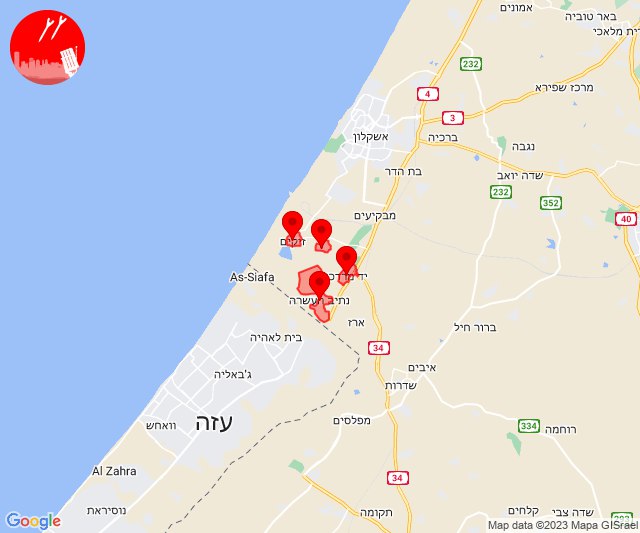 אמונים
באר טוביה
רית מלאכי
232
4
מרכז שפירא
3
אשקלון
ברכיה
נגבה
בת הדר
שדה יואב
232
352
מבקיעים
40
זיקים
As-Siafa
יד מרדכי
נתיב העשרה
ארז
בית לאהיה
ברור חיל
34
ג'באליה
איבים
שדרות
וואחש
עזה
מפלסים
334
רוחמה
Al Zahra
34
נוסיראת
תקומה
קלחים
שדה צבי
Google
Map data ©2023 Mapa GISrael